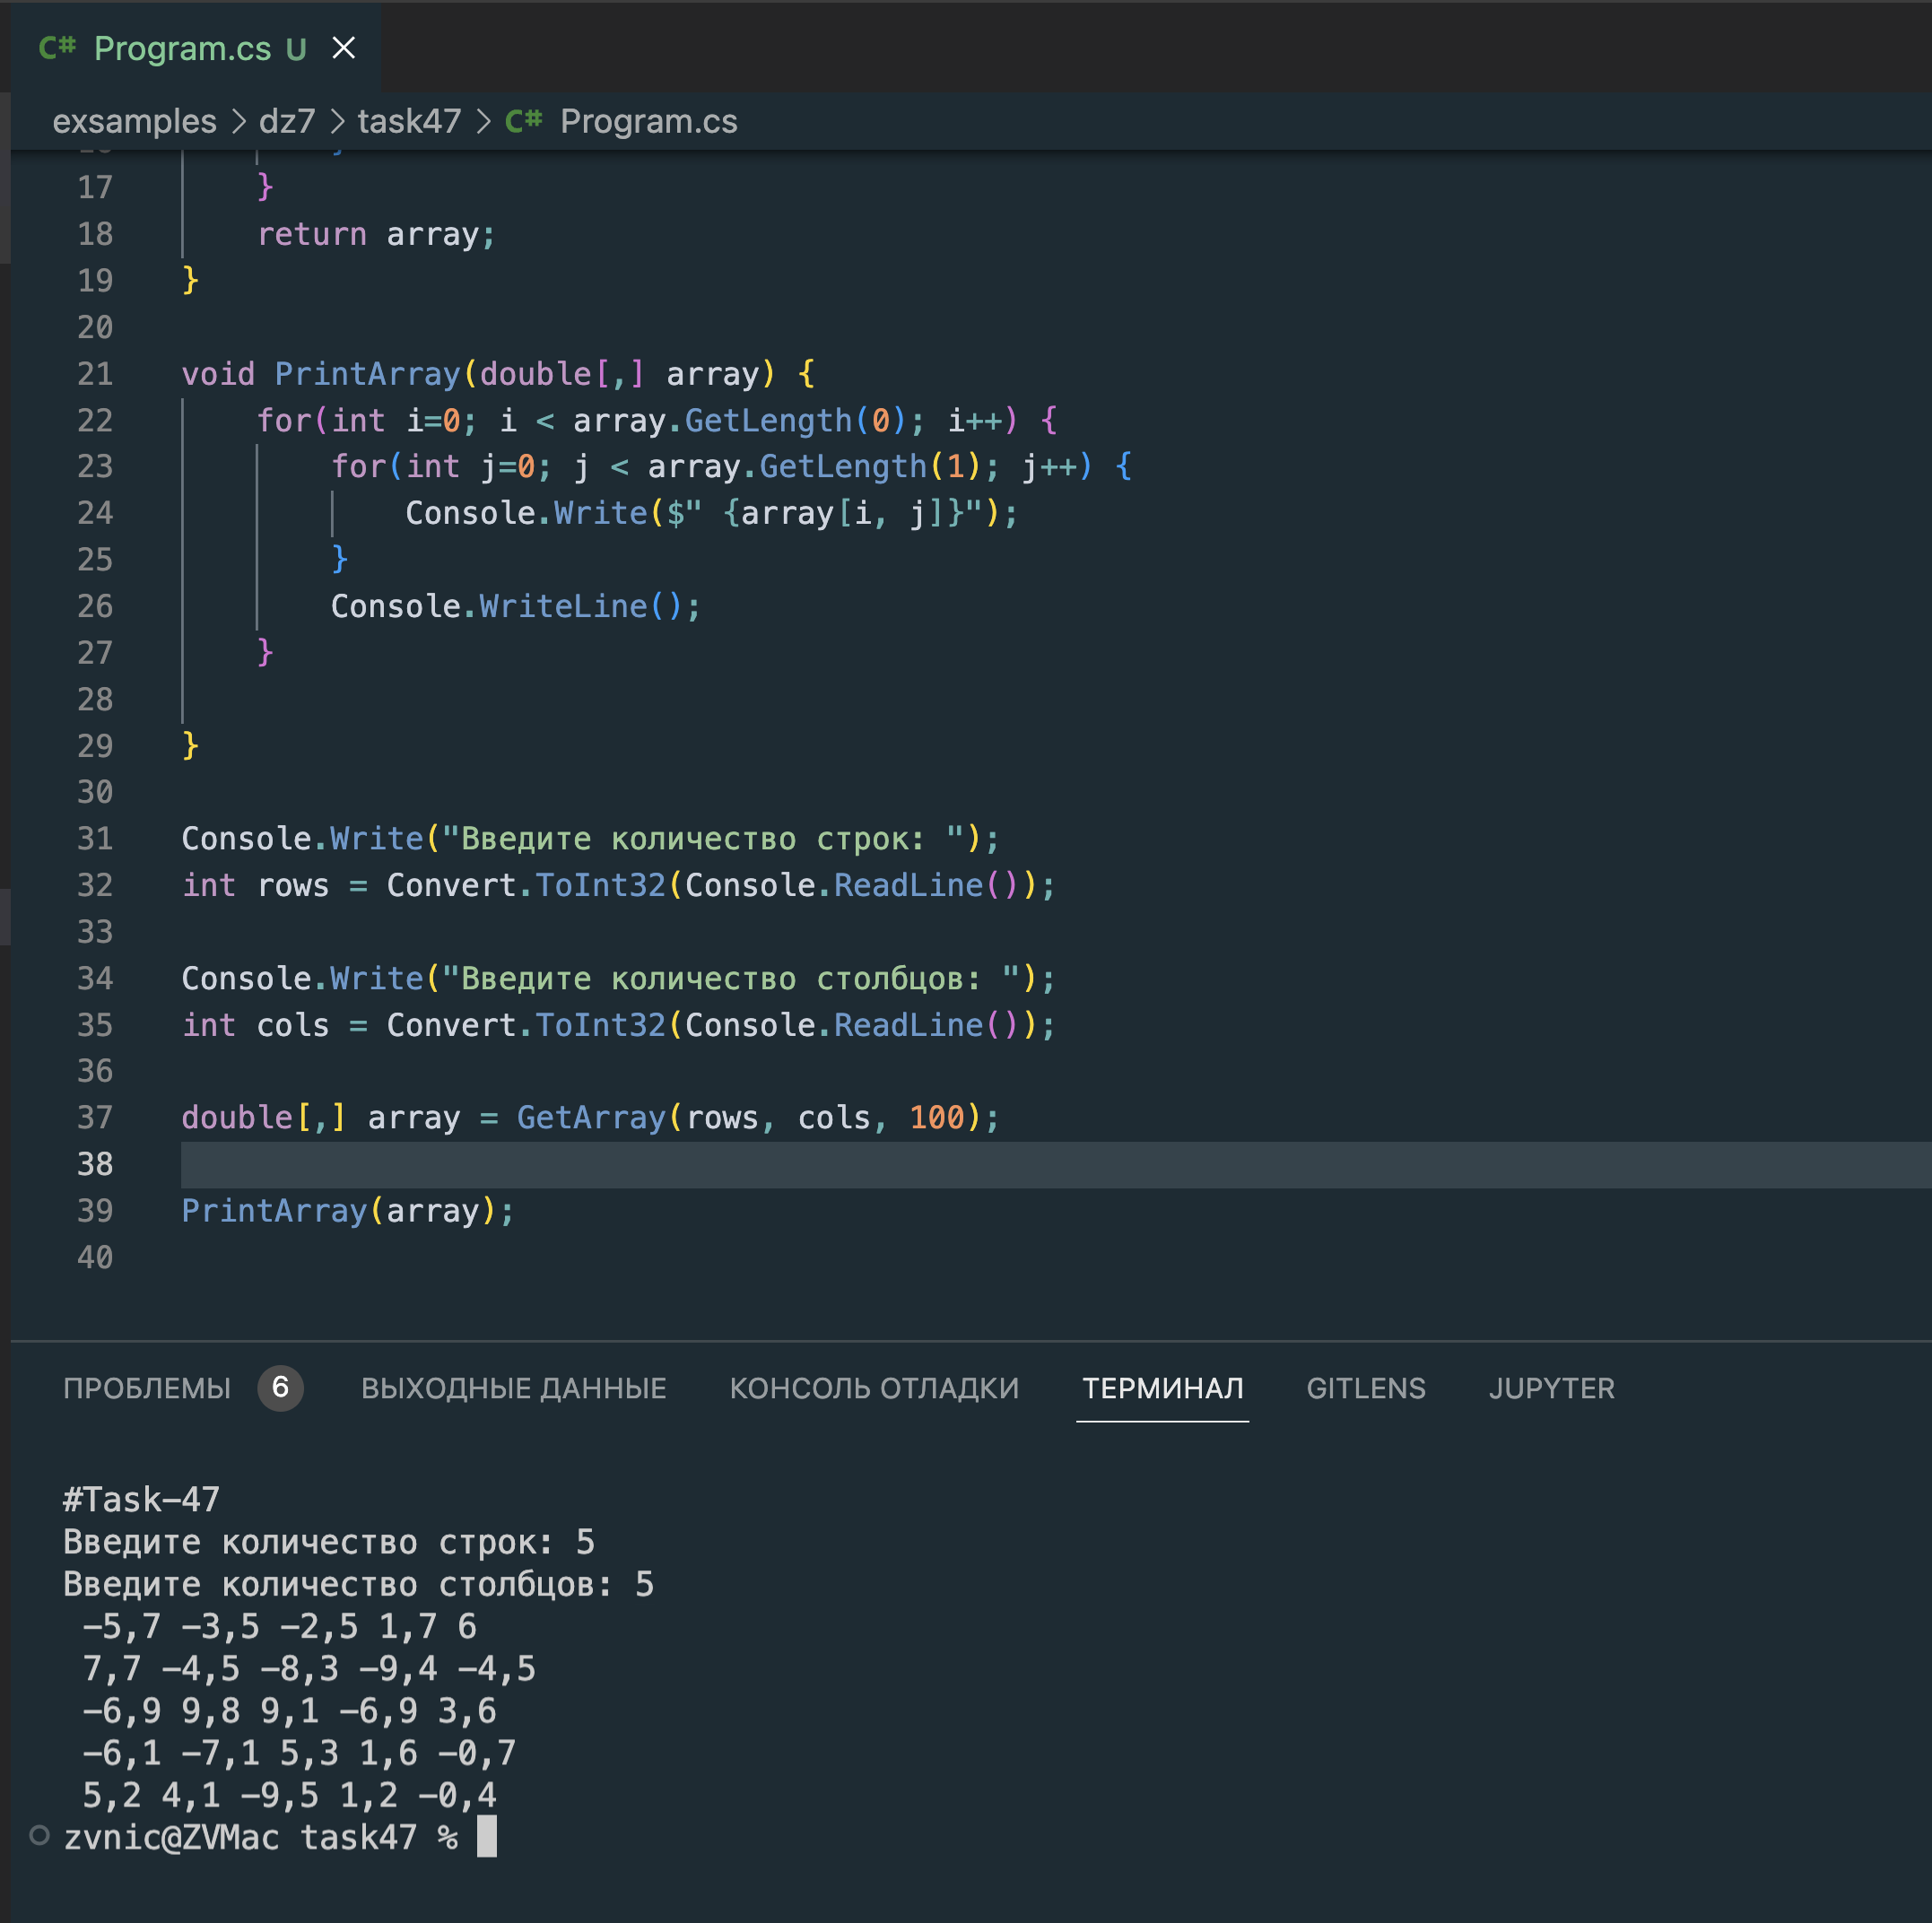 C# Program.cs U
exsamples > dz7 > task47 > C# Program.cs
17 }
18 return array;
19 }
20
21 void PrintArray(double[,] array) {
22 for(int i=0; i < array.GetLength(0); i++) {
23 for(int j=0; j < array.GetLength(1); j++) {
24 Console.Write($" {array[i, j]}");
25 }
26 Console.WriteLine();
27 }
28
29 }
30
31 Console.Write("Введите количество строк: ");
32 int rows = Convert.ToInt32(Console.ReadLine());
33
34 Console.Write("Введите количество столбцов: ");
35 int cols = Convert.ToInt32(Console.ReadLine());
36
37 double[,] array = GetArray(rows, cols, 100);
38
39 PrintArray(array);
40
ПРОБЛЕМЫ 6 ВЫХОДНЫЕ ДАННЫЕ КОНСОЛЬ ОТЛАДКИ ТЕРМИНАЛ GITLENS JUPYTER
#Task-47
Введите количество строк: 5
Введите количество столбцов: 5
-5,7 -3,5 -2,5 1,7 6
7,7 -4,5 -8,3 -9,4 -4,5
-6,9 9,8 9,1 -6,9 3,6
-6,1 -7,1 5,3 1,6 -0,7
5,2 4,1 -9,5 1,2 -0,4
zvnic@ZVMac task47 %